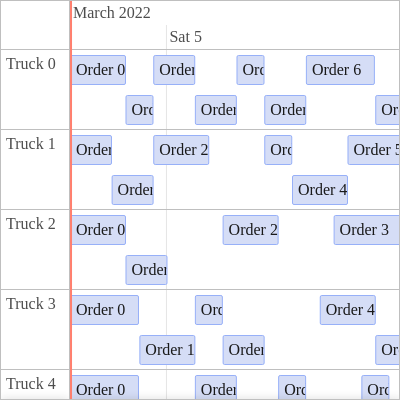 March 2022
Sat 5
Truck 0
Order 0
Order
Orc
Order 6
Orc
Order
Order
Or
Truck 1
Order
Order 2
Orc
Order 5
Order
Order 4
Truck 2
Order 0
Order 2
Order 3
Order
Truck 3
Order 0
Orc
Order 4
Order 1
Order
Or
Truck 4
Order 0
Order
Orc
Orc